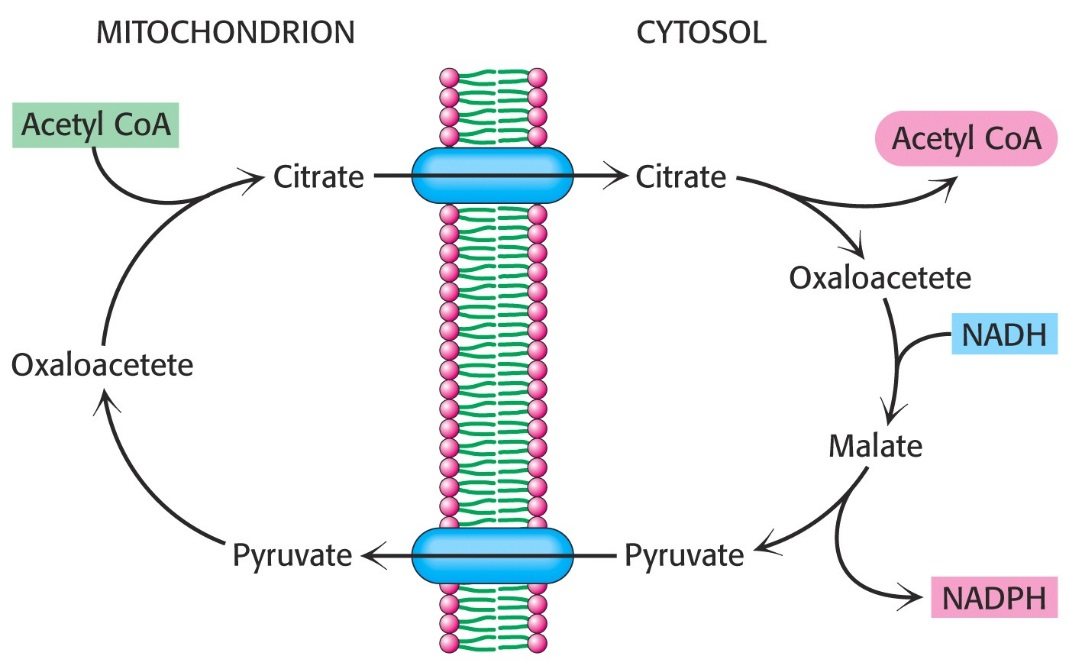 MITOCHONDRION
CYTOSOL
Acetyl CoA
Acetyl CoA
Citrate
Citrate
Oxaloacetete
NADH
Oxaloacetete
Malate
Pyruvate
Pyruvate
NADPH